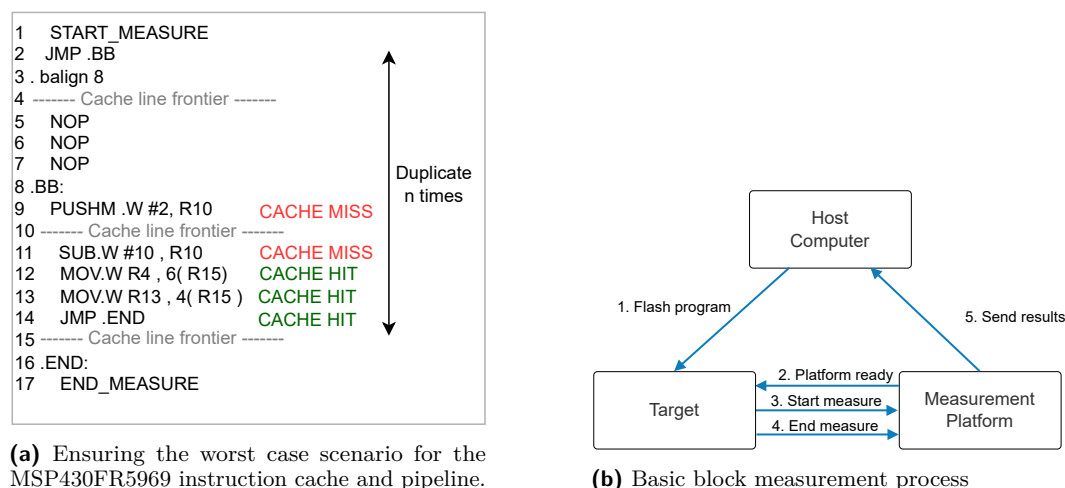 1 START_MEASURE
2 JMP .BB
3 . balign 8
4 ------- Cache line frontier -------
5 NOP
6 NOP
7 NOP
8 .BB:
9 PUSHM .W #2, R10 CACHE MISS
10 ------- Cache line frontier -------
11 SUB.W #10 , R10 CACHE MISS
12 MOV.W R4 , 6( R15) CACHE HIT
13 MOV.W R13 , 4( R15 ) CACHE HIT
14 JMP .END CACHE HIT
15 ------- Cache line frontier -------
16 .END:
17 END_MEASURE
Duplicate
n times
(a) Ensuring the worst case scenario for the
MSP430FR5969 instruction cache and pipeline.
Host
Computer
1. Flash program
5. Send results
Target
2. Platform ready
3. Start measure
4. End measure
Measurement
Platform
(b) Basic block measurement process